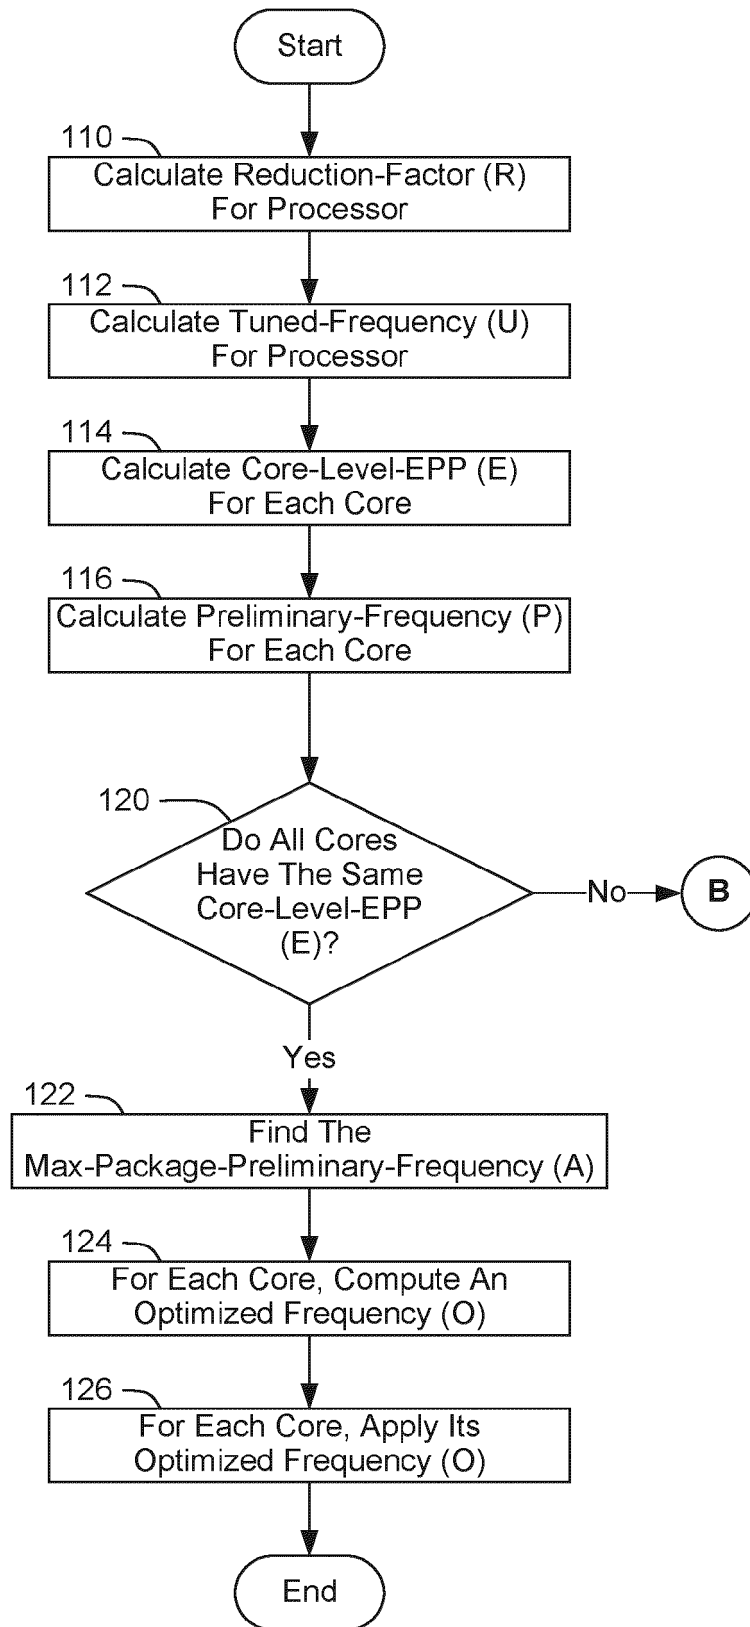 Start
110
Calculate Reduction-Factor (R)
For Processor
112
Calculate Tuned-Frequency (U)
For Processor
114
Calculate Core-Level-EPP (E)
For Each Core
116
Calculate Preliminary-Frequency (P)
For Each Core
120
Do All Cores
Have The Same
Core-Level-EPP
(E)?
No
B
Yes
122
Find The
Max-Package-Preliminary-Frequency (A)
124
For Each Core, Compute An
Optimized Frequency (O)
126
For Each Core, Apply Its
Optimized Frequency (O)
End